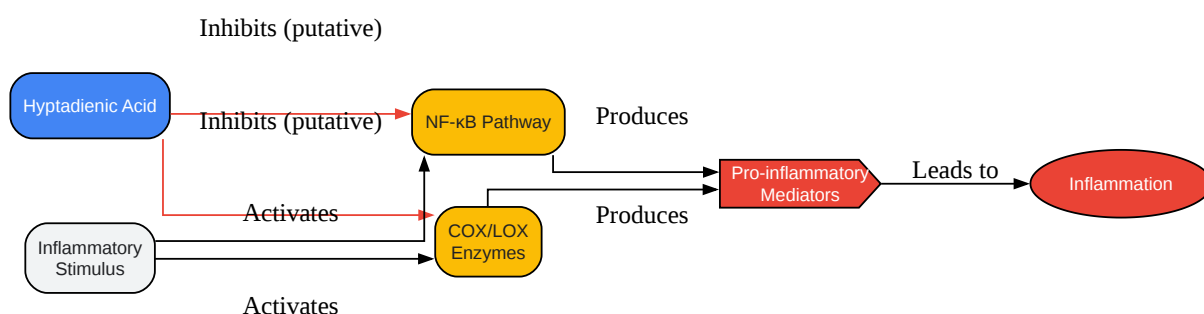 Inhibits (putative)
Hyptadienic Acid
Inhibits (putative)
NF-κB Pathway
Produces
Pro-inflammatory
Mediators
Leads to
Inflammation
Activates
Produces
COX/LOX
Enzymes
Inflammatory
Stimulus
Activates